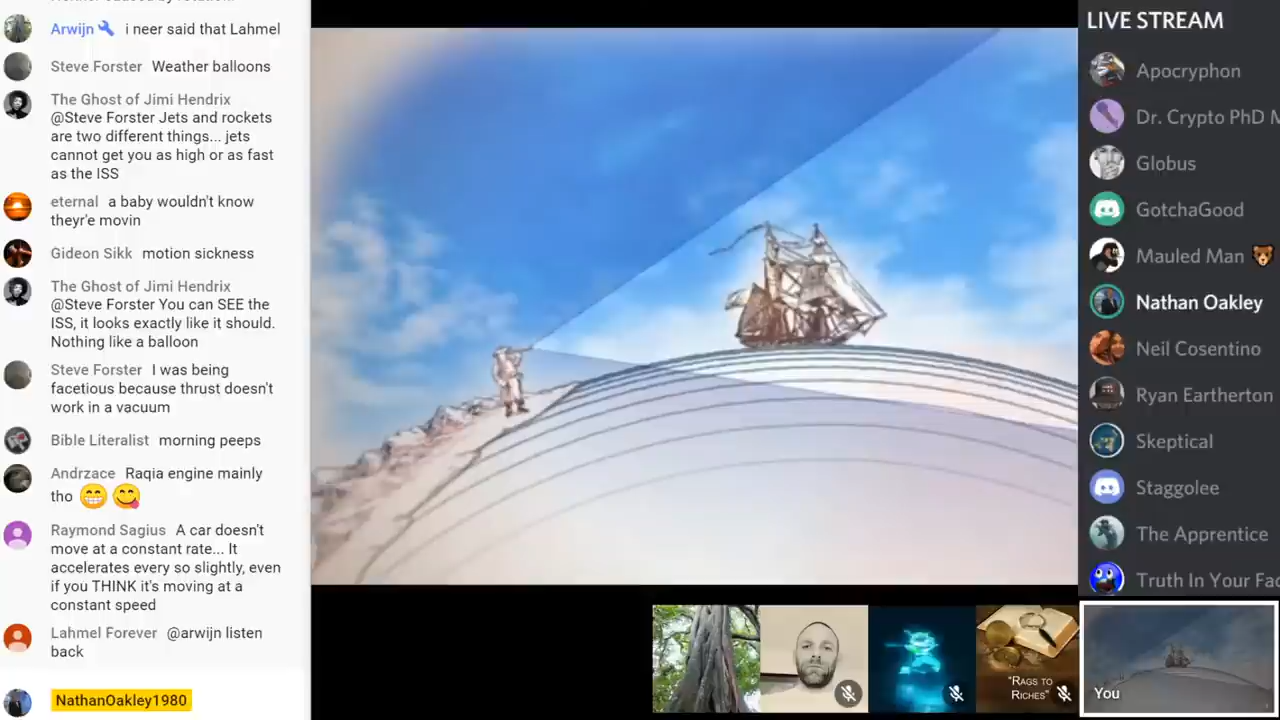 Arwijn i neer said that Lahmel
Steve Forster Weather balloons
The Ghost of Jimi Hendrix
@Steve Forster Jets and rockets
are two different things... jets
cannot get you as high or as fast
as the ISS
eternal a baby wouldn't know
theyr'e movin
Gideon Sikk motion sickness
The Ghost of Jimi Hendrix
@Steve Forster You can SEE the
ISS, it looks exactly like it should.
Nothing like a balloon
Steve Forster I was being
facetious because thrust doesn't
work in a vacuum
Bible Literalist morning peeps
Andrzace Raqia engine mainly
tho
Raymond Sagius A car doesn't
move at a constant rate... It
accelerates every so slightly, even
if you THINK it's moving at a
constant speed
Lahmel Forever @arwijn listen
back
NathanOakley1980
"RAGS TO
RICHES"
You
LIVE STREAM
Apocryphon
Dr. Crypto PhD M
Globus
GotchaGood
Mauled Man
Nathan Oakley
Neil Cosentino
Ryan Eartherton
Skeptical
Staggolee
The Apprentice
Truth In Your Fac